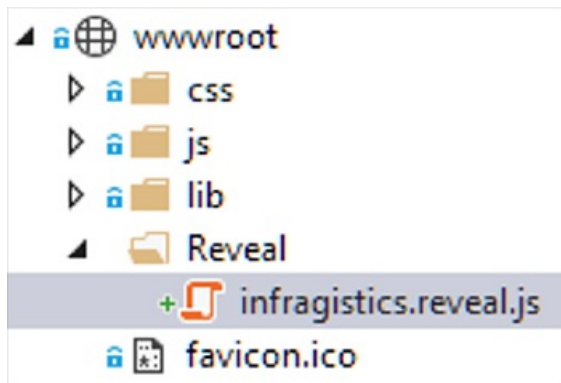 wwwroot
css
js
lib
Reveal
infragistics.reveal.js
favicon.ico